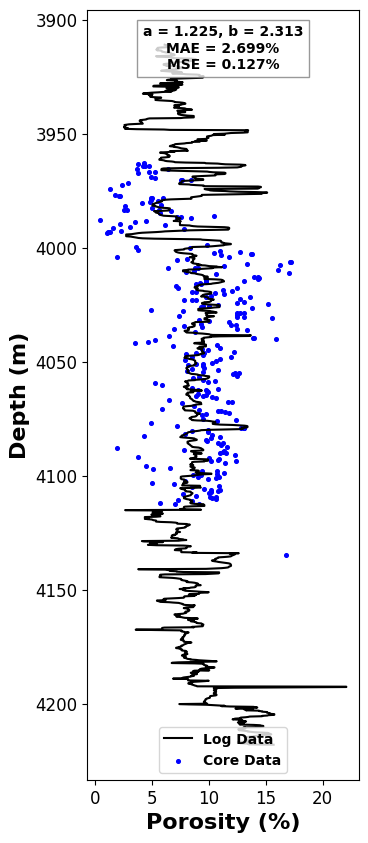 a = 1.225, b = 2.313
MAE = 2.699%
MSE = 0.127%
3900
3950
4000
4050
4100
4150
4200
Depth (m)
Log Data
Core Data
0
5
10
15
20
Porosity (%)